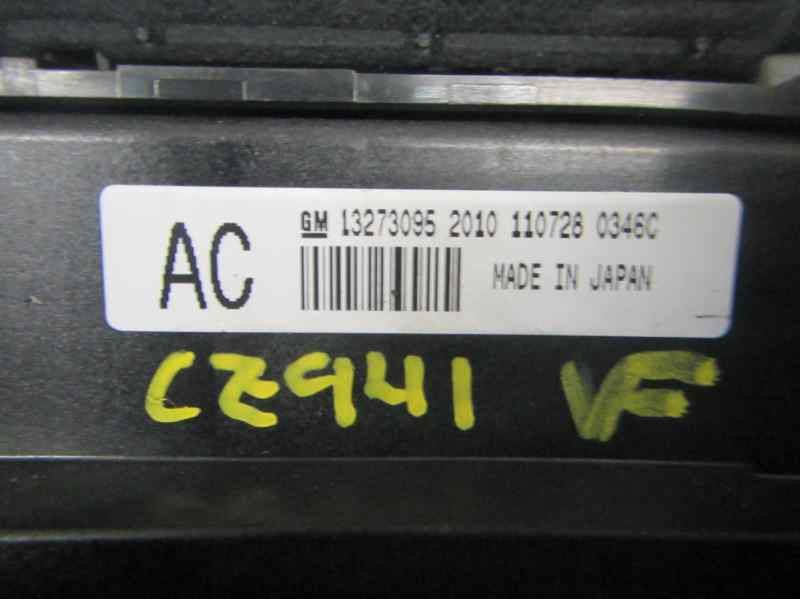 AC
GM 13273095 2010 110728 0346C
MADE IN JAPAN
CZ941 VF